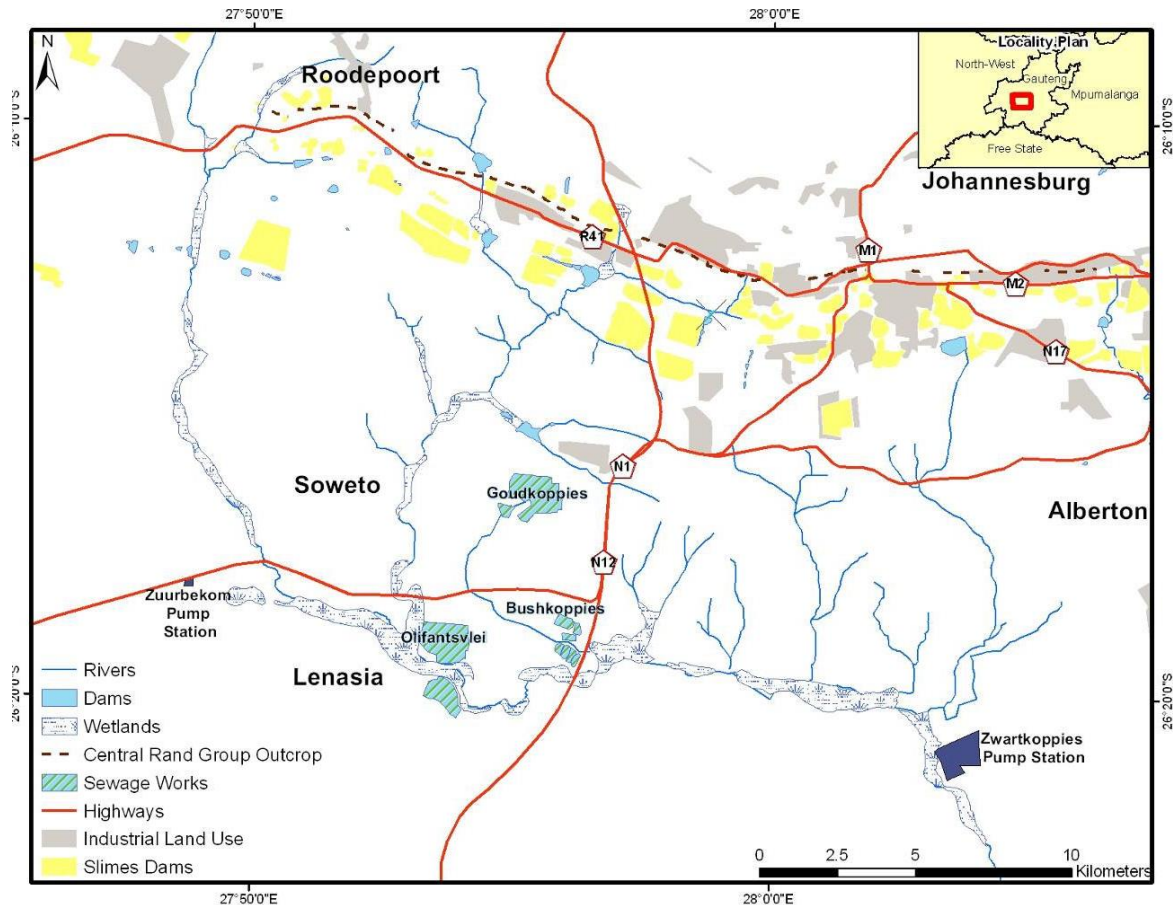 27°50'0"E
28°0'0"E
N
Locality Plan
North-West
Gauteng
Mpumalanga
Free State
Roodepoort
26°10'0"S
26°10'0"S
Johannesburg
R41
M1
M2
N17
N1
Soweto
Goudkoppies
Alberton
N12
Zuurbekom
Pump
Station
Bushkoppies
Olifantsvlei
Lenasia
26°20'0"S
26°20'0"S
Zwartkoppies
Pump Station
Rivers
Dams
Wetlands
Central Rand Group Outcrop
Sewage Works
Highways
Industrial Land Use
Slimes Dams
0 2.5 5 10
Kilometers
27°50'0"E
28°0'0"E